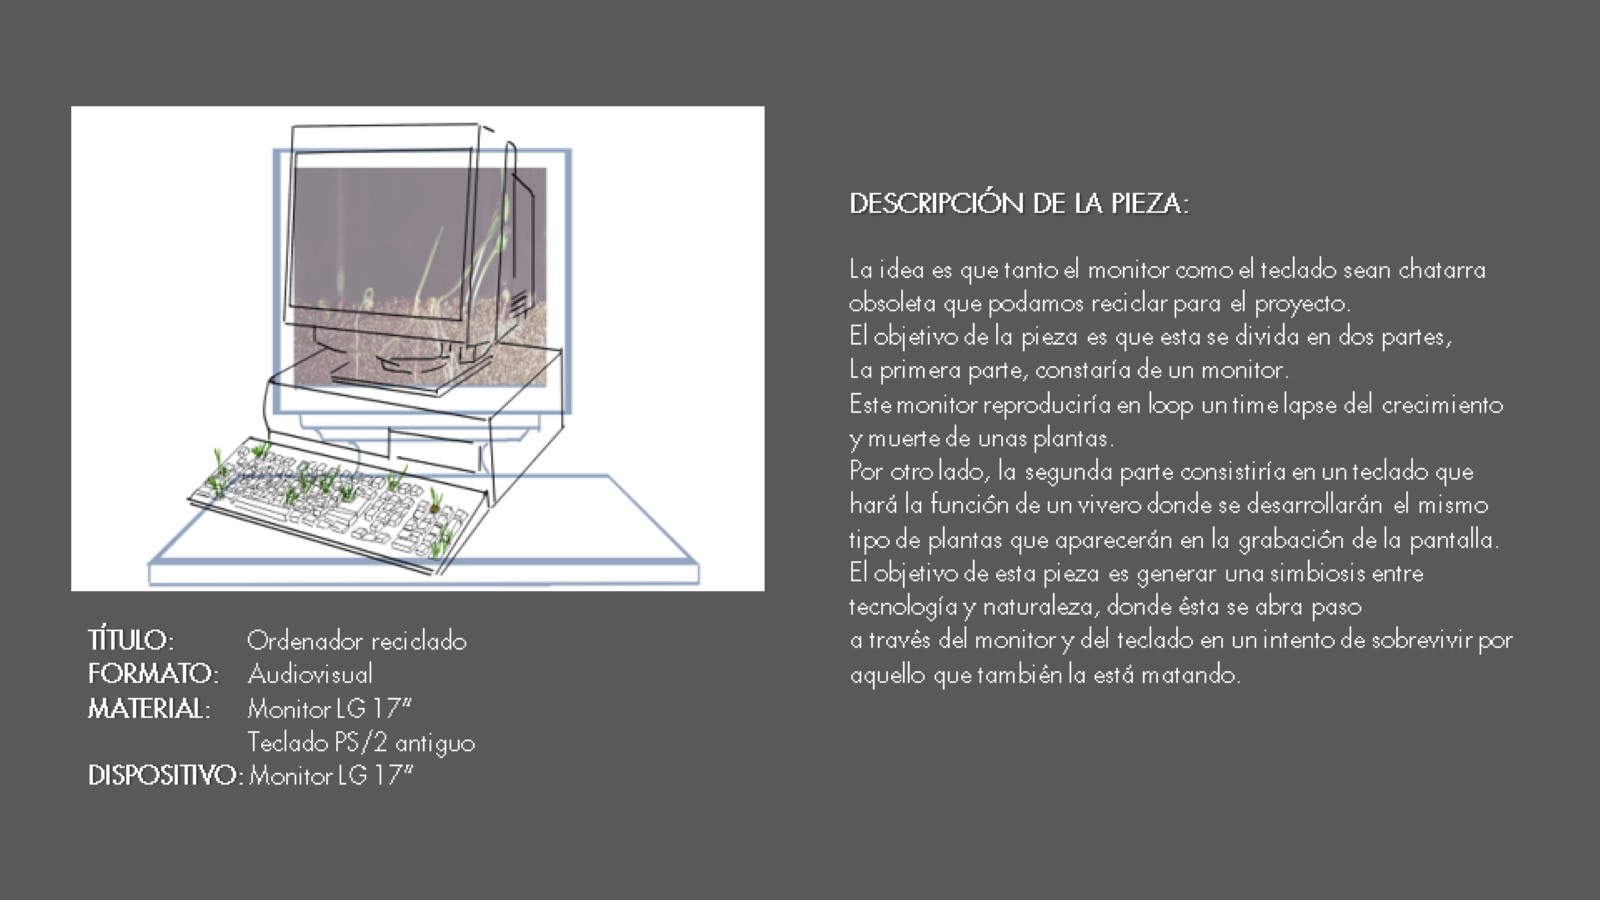 TÍTULO: Ordenador reciclado
FORMATO: Audiovisual
MATERIAL: Monitor LG 17"
Teclado PS/2 antiguo
DISPOSITIVO: Monitor LG 17"
DESCRIPCIÓN DE LA PIEZA:
La idea es que tanto el monitor como el teclado sean chatarra
obsoleta que podamos reciclar para el proyecto.
El objetivo de la pieza es que esta se divida en dos partes,
La primera parte, constaría de un monitor.
Este monitor reproduciría en loop un time lapse del crecimiento
y muerte de unas plantas.
Por otro lado, la segunda parte consistiría en un teclado que
hará la función de un vivero donde se desarrollarán el mismo
tipo de plantas que aparecerán en la grabación de la pantalla.
El objetivo de esta pieza es generar una simbiosis entre
tecnología y naturaleza, donde ésta se abra paso
a través del monitor y del teclado en un intento de sobrevivir por
aquello que también la está matando.